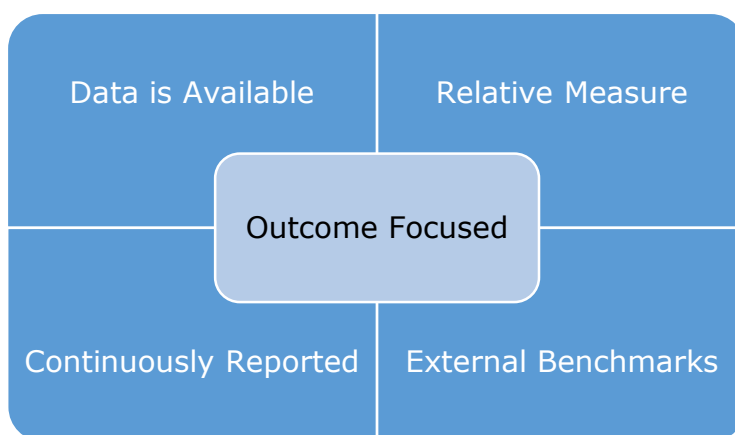 Data is Available
Relative Measure
Outcome Focused
Continuously Reported
External Benchmarks